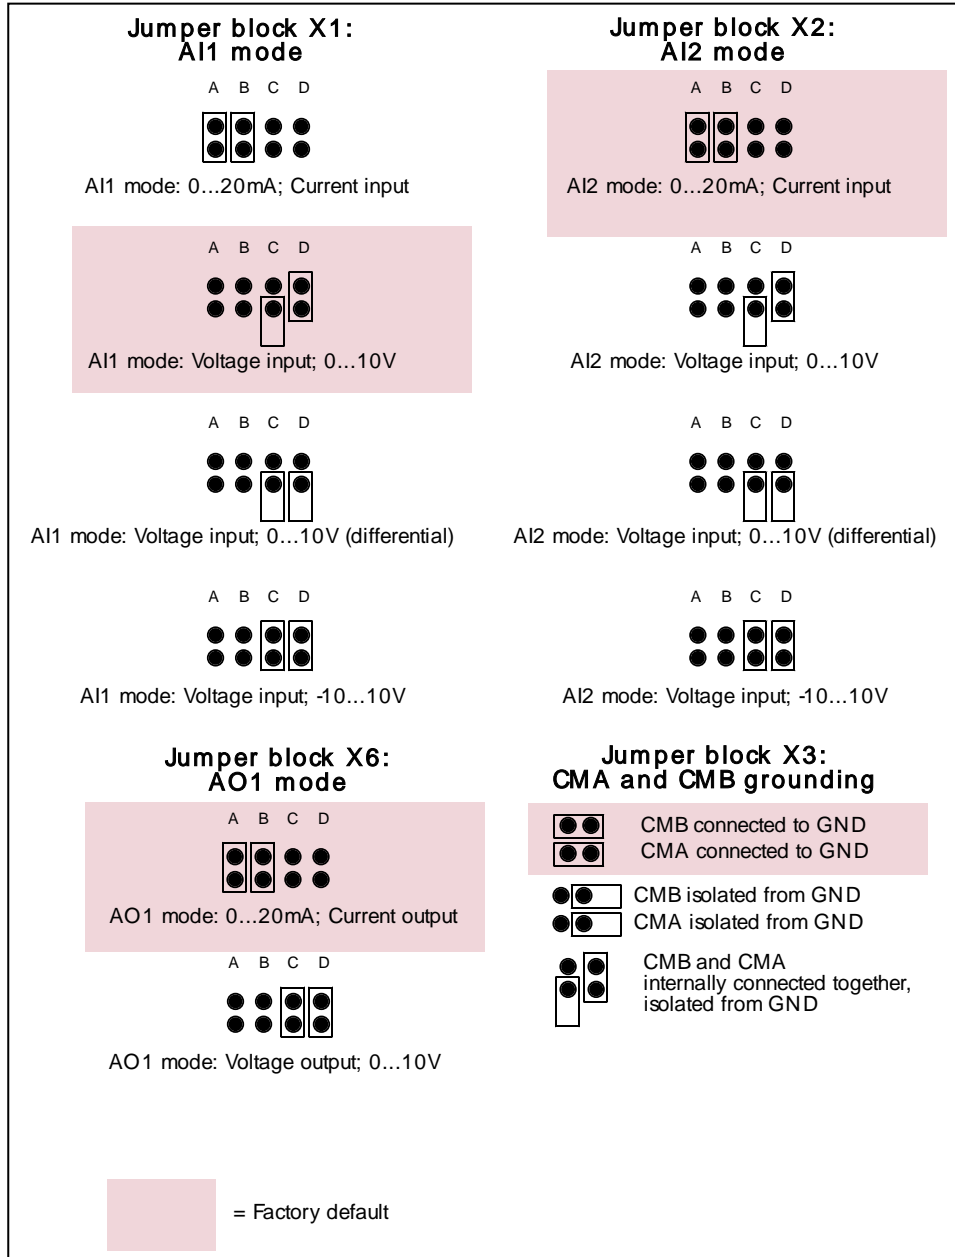 Jumper block X1:
AI1 mode
A B C D
AI1 mode: 0...20mA; Current input
A B C D
AI1 mode: Voltage input; 0...10V
A B C D
AI1 mode: Voltage input; 0...10V (differential)
A B C D
AI1 mode: Voltage input; -10...10V
Jumper block X2:
AI2 mode
A B C D
AI2 mode: 0...20mA; Current input
A B C D
AI2 mode: Voltage input; 0...10V
A B C D
AI2 mode: Voltage input; 0...10V (differential)
A B C D
AI2 mode: Voltage input; -10...10V
Jumper block X6:
AO1 mode
A B C D
AO1 mode: 0...20mA; Current output
A B C D
AO1 mode: Voltage output; 0...10V
Jumper block X3:
CMA and CMB grounding
CMB connected to GND
CMA connected to GND
CMB isolated from GND
CMA isolated from GND
CMB and CMA
internally connected together,
isolated from GND
= Factory default